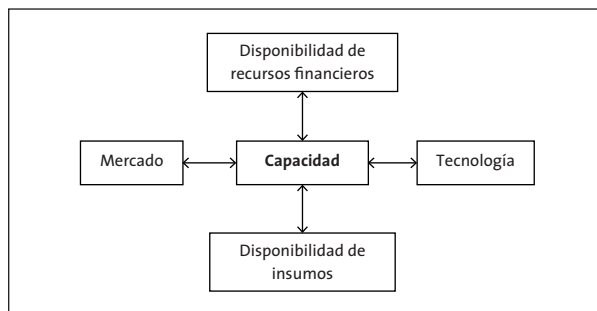 Disponibilidad de
recursos financieros
Mercado
Capacidad
Tecnología
Disponibilidad de
insumos